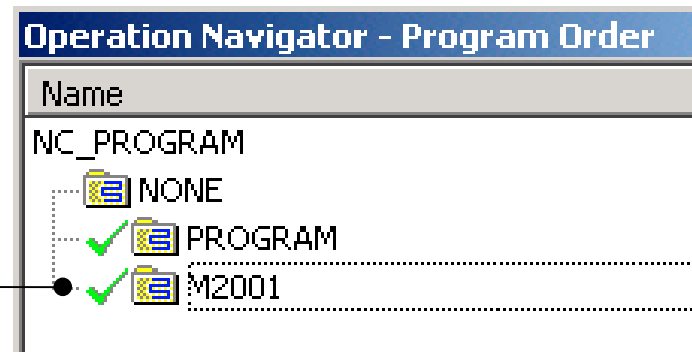 Operation Navigator - Program Order
Name
NC_PROGRAM
NONE
PROGRAM
M2001